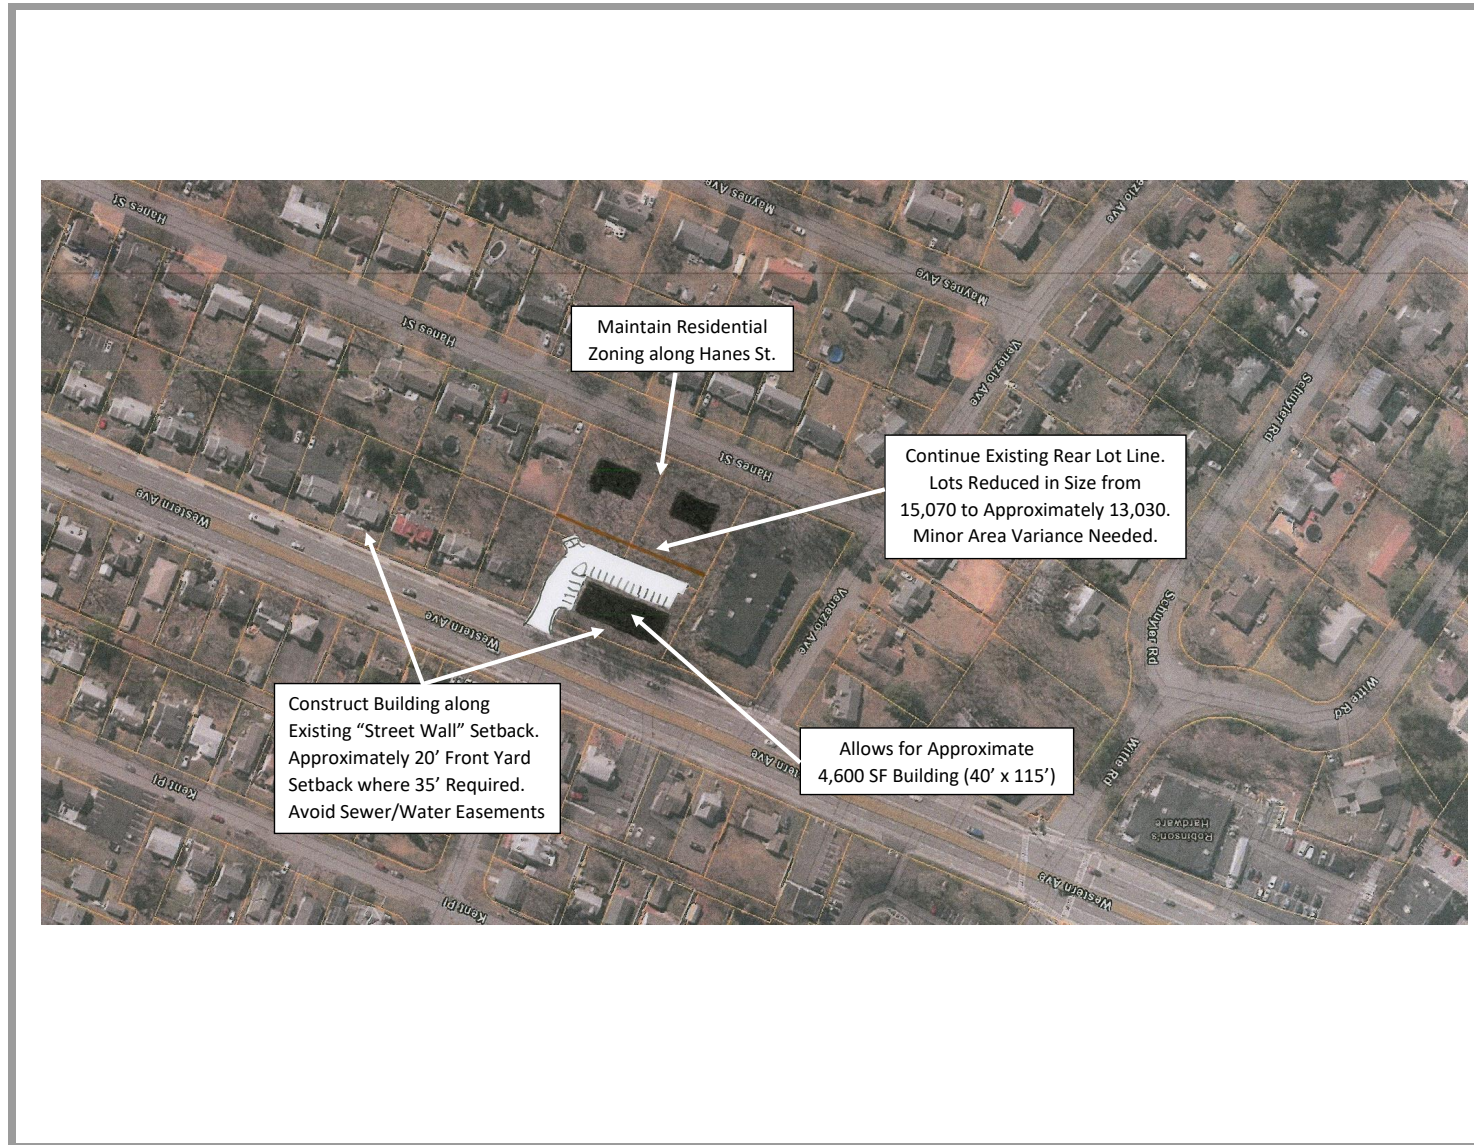 Hanes St
Maynes Ave
Venezio Ave
Maynes Ave
Hanes St
Maintain Residential
Zoning along Hanes St.
Venezio Ave
Schuyler Rd
Hanes St
Continue Existing Rear Lot Line.
Lots Reduced in Size from
15,070 to Approximately 13,030.
Minor Area Variance Needed.
Western Ave
Western Ave
Venezio Ave
Schuyler Rd
Witte Rd
Construct Building along
Existing “Street Wall” Setback.
Approximately 20’ Front Yard
Setback where 35’ Required.
Avoid Sewer/Water Easements
Allows for Approximate
4,600 SF Building (40’ x 115’)
tern Ave
Witte Rd
Kent Pl
Robinson's
Hardware
Kent Pl
Western Ave